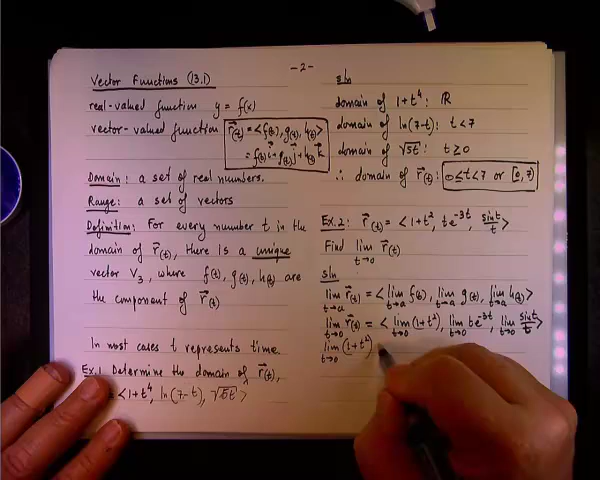 -2-
Vector Functions (13.1)
real-valued function y = f(x)
vector-valued function r⃗(t) = <f(t), g(t), h(t)>
= f(t) i⃗ + f(t) j⃗ + h(t) k⃗
Domain: a set of real numbers.
Range: a set of vectors
Definition: For every number t in the
domain of r⃗(t), there is a unique
vector V₃, where f(t), g(t), h(t) are
the component of r⃗(t)
In most cases t represents time.
Ex.1 Determine the domain of r⃗(t),
= <1+t⁴, ln(7-t), √5t>
sln
domain of 1+t⁴: ℝ
domain of ln(7-t): t<7
domain of √5t: t≥0
∴ domain of r⃗(t): 0≤t<7 or [0, 7)
Ex.2: r⃗(t) = <1+t², te^-3t, sint/t>
Find lim t→0 r⃗(t)
sln
lim t→a r⃗(t) = <lim t→a f(t), lim t→a g(t), lim t→a h(t)>
lim t→0 r⃗(t) = <lim t→0 (1+t²), lim t→0 te^-3t, lim t→0 sint/t>
lim t→0 (1+t²)